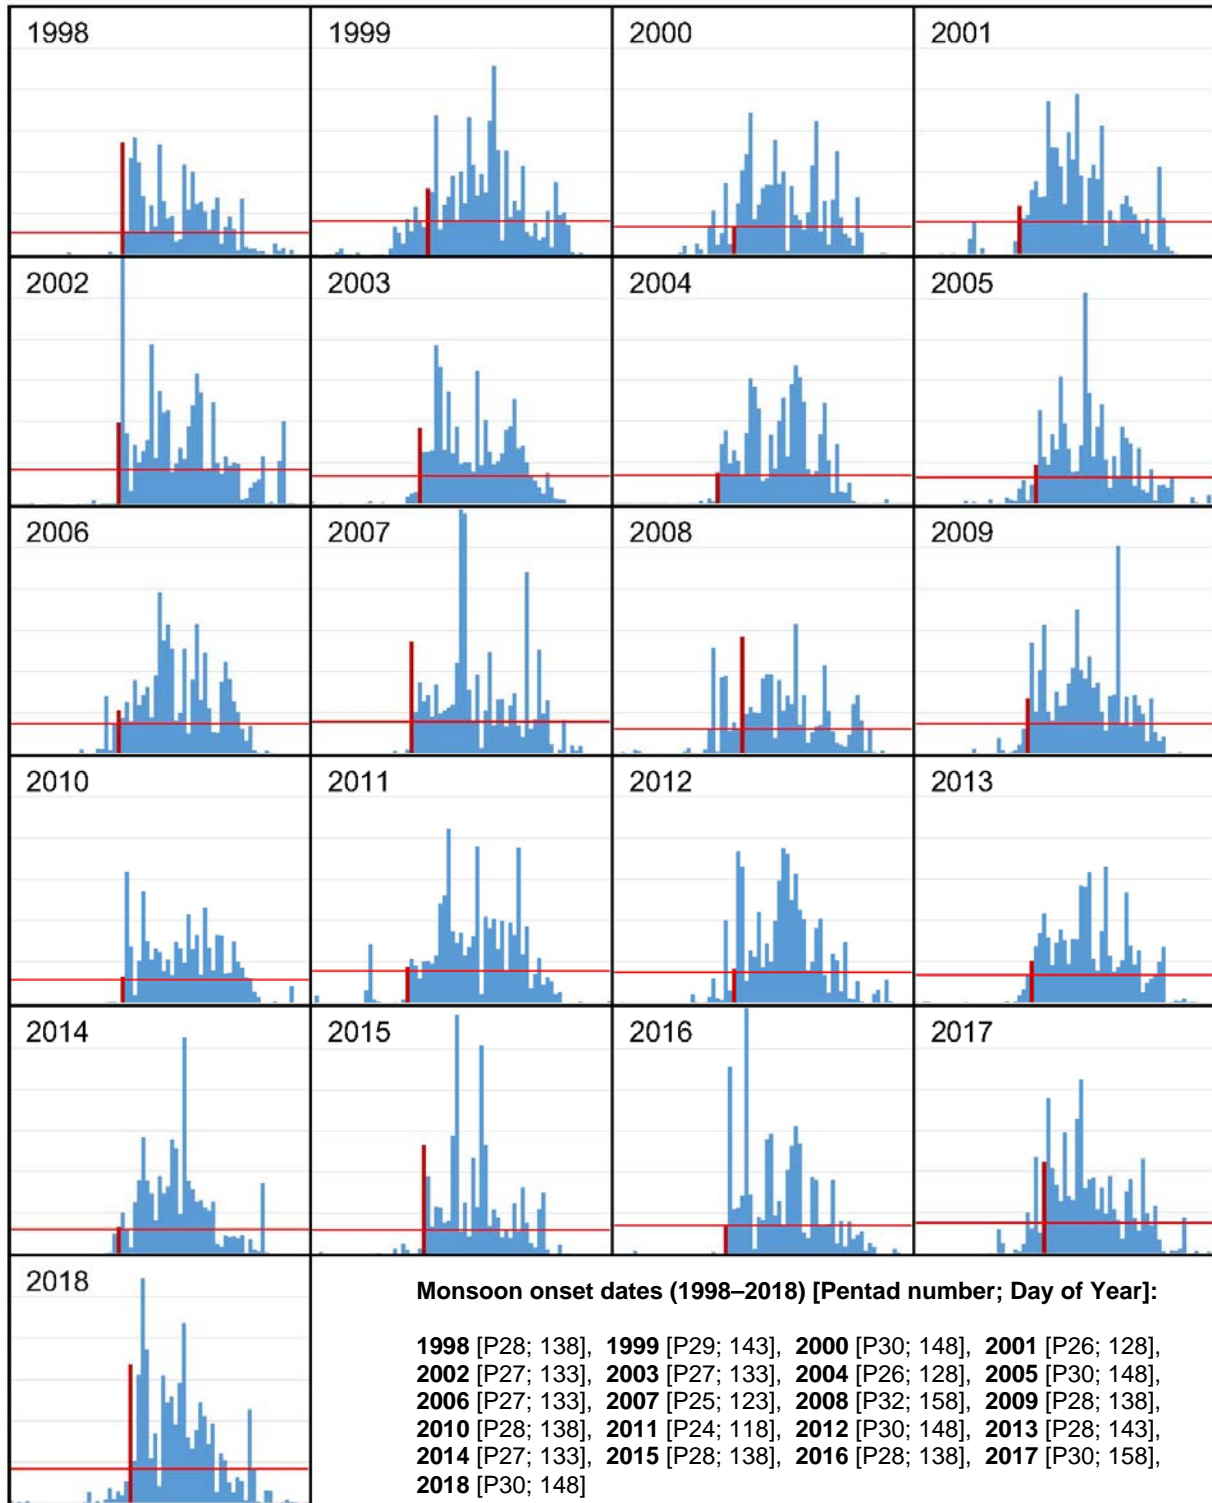 1998 1999 2000 2001
2002 2003 2004 2005
2006 2007 2008 2009
2010 2011 2012 2013
2014 2015 2016 2017
2018
Monsoon onset dates (1998–2018) [Pentad number; Day of Year]:
1998 [P28; 138], 1999 [P29; 143], 2000 [P30; 148], 2001 [P26; 128],
2002 [P27; 133], 2003 [P27; 133], 2004 [P26; 128], 2005 [P30; 148],
2006 [P27; 133], 2007 [P25; 123], 2008 [P32; 158], 2009 [P28; 138],
2010 [P28; 138], 2011 [P24; 118], 2012 [P30; 148], 2013 [P28; 143],
2014 [P27; 133], 2015 [P28; 138], 2016 [P28; 138], 2017 [P30; 158],
2018 [P30; 148]